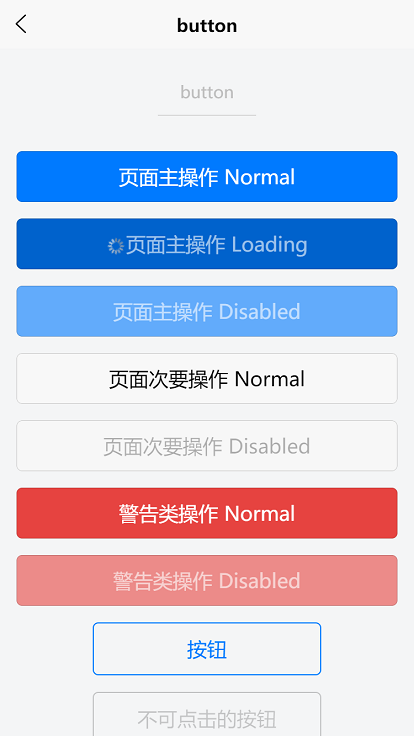 button
button
页面主操作 Normal
页面主操作 Loading
页面主操作 Disabled
页面次要操作 Normal
页面次要操作 Disabled
警告类操作 Normal
警告类操作 Disabled
按钮
不可点击的按钮